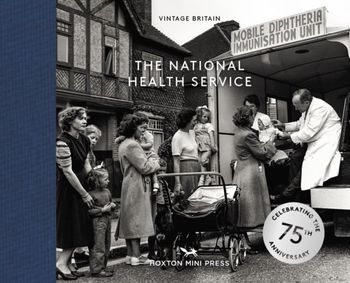 VINTAGE BRITAIN
THE NATIONAL
HEALTH SERVICE
MOBILE DIPHTHERIA
IMMUNISATION UNIT
CELEBRATING THE
75TH
ANNIVERSARY
HOXTON MINI PRESS